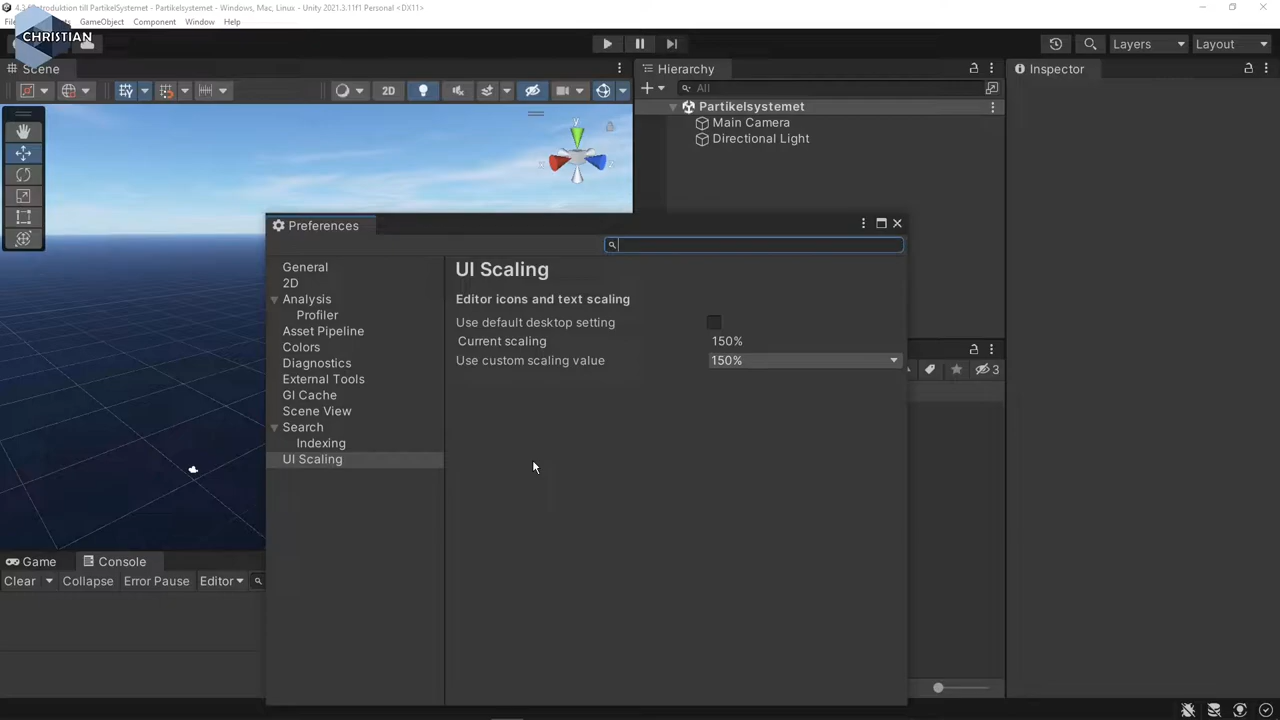 4.3. Introduktion till PartikelSystemet - Partikelsystemet - Windows, Mac, Linux - Unity 2021.3.11f1 Personal <DX11>
GameObject Component Window Help
CHRISTIAN
Layers Layout
Scene Hierarchy Inspector
2D All
Partikelsystemet
Main Camera
Directional Light
y
Preferences
General
2D
Analysis
Profiler
Asset Pipeline
Colors
Diagnostics
External Tools
GI Cache
Scene View
Search
Indexing
UI Scaling
UI Scaling
Editor icons and text scaling
Use default desktop setting
Current scaling 150%
Use custom scaling value 150%
3
Game Console
Clear Collapse Error Pause Editor